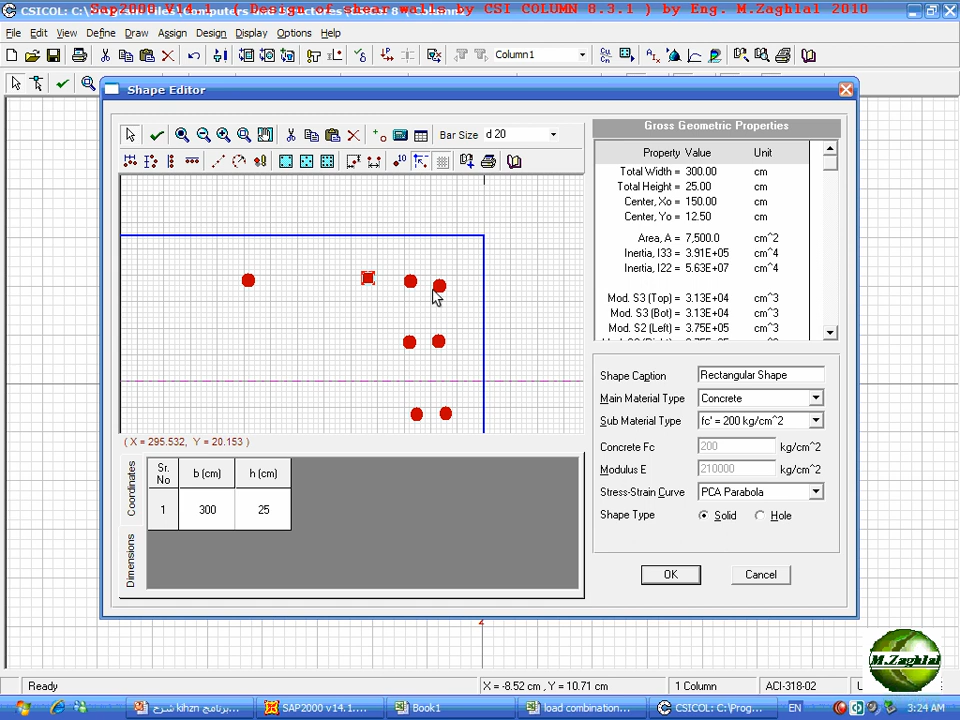 Sap2000 V14.1 ( Design of shear walls by CSI COLUMN 8.3.1 ) by Eng. M.Zaghlal 2010
File Edit View Define Draw Assign Design Display Options Help
Column1
Shape Editor
Bar Size d 20
Gross Geometric Properties
Property Value Unit
Total Width = 300.00 cm
Total Height = 25.00 cm
Center, Xo = 150.00 cm
Center, Yo = 12.50 cm
Area, A = 7,500.0 cm^2
Inertia, I33 = 3.91E+05 cm^4
Inertia, I22 = 5.63E+07 cm^4
Mod. S3 (Top) = 3.13E+04 cm^3
Mod. S3 (Bot) = 3.13E+04 cm^3
Mod. S2 (Left) = 3.75E+05 cm^3
( X = 295.532, Y = 20.153 )
Coordinates
Dimensions
Sr. No b (cm) h (cm)
1 300 25
Shape Caption Rectangular Shape
Main Material Type Concrete
Sub Material Type fc' = 200 kg/cm^2
Concrete Fc 200 kg/cm^2
Modulus E 210000 kg/cm^2
Stress-Strain Curve PCA Parabola
Shape Type Solid Hole
OK Cancel
M.Zaghlal
Ready X = -8.52 cm , Y = 10.71 cm 1 Column ACI-318-02
برنامج kihzn شرح SAP2000 v14.1.... Book1 load combination... CSICOL: C:\Prog... EN 3:24 AM